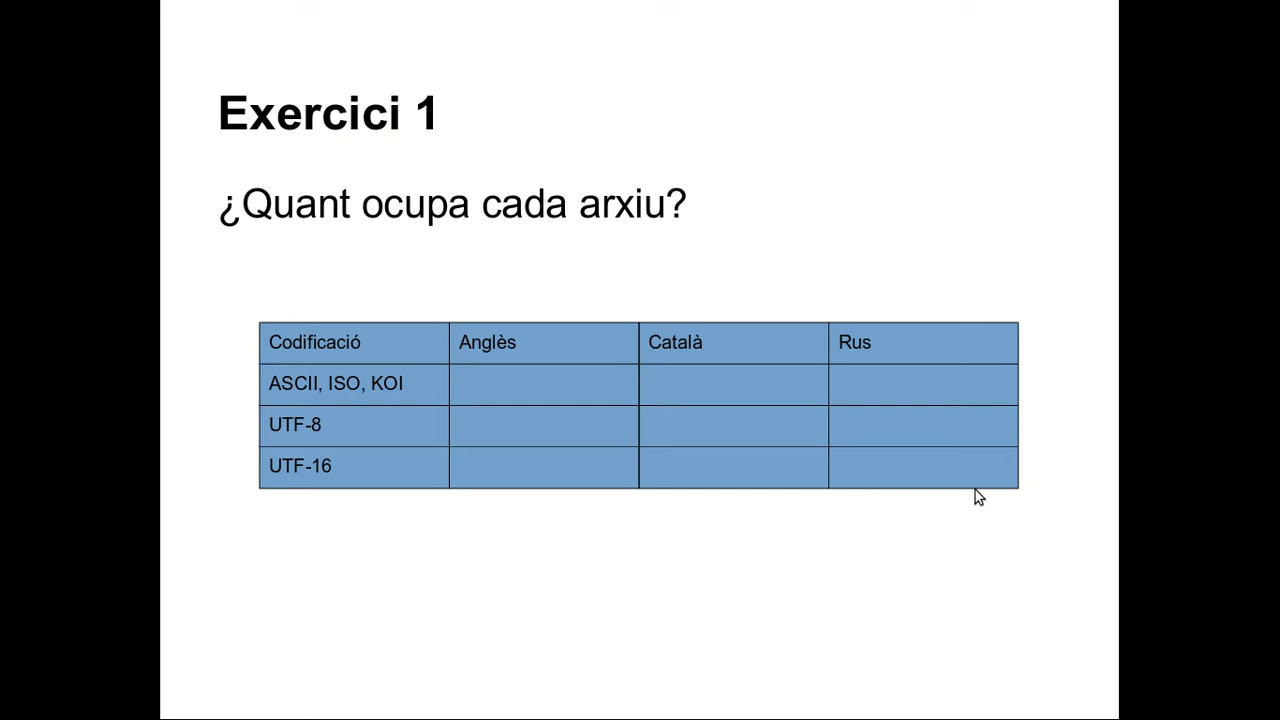 Exercici 1
¿Quant ocupa cada arxiu?
Codificació Anglès Català Rus
ASCII, ISO, KOI
UTF-8
UTF-16